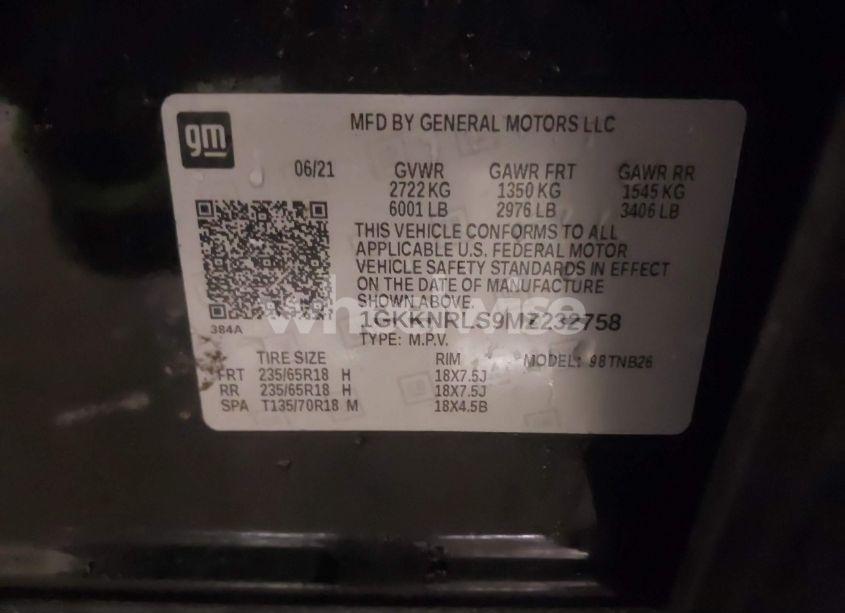 gm
MFD BY GENERAL MOTORS LLC
06/21 GVWR GAWR FRT GAWR RR
2722 KG 1350 KG 1545 KG
6001 LB 2976 LB 3406 LB
THIS VEHICLE CONFORMS TO ALL
APPLICABLE U.S. FEDERAL MOTOR
VEHICLE SAFETY STANDARDS IN EFFECT
ON THE DATE OF MANUFACTURE
SHOWN ABOVE.
384A
1GKKNRLS9MZ232758
TYPE: M.P.V.
TIRE SIZE RIM MODEL: 98TNB26
FRT 235/65R18 H 18X7.5J
RR 235/65R18 H 18X7.5J
SPA T135/70R18 M 18X4.5B